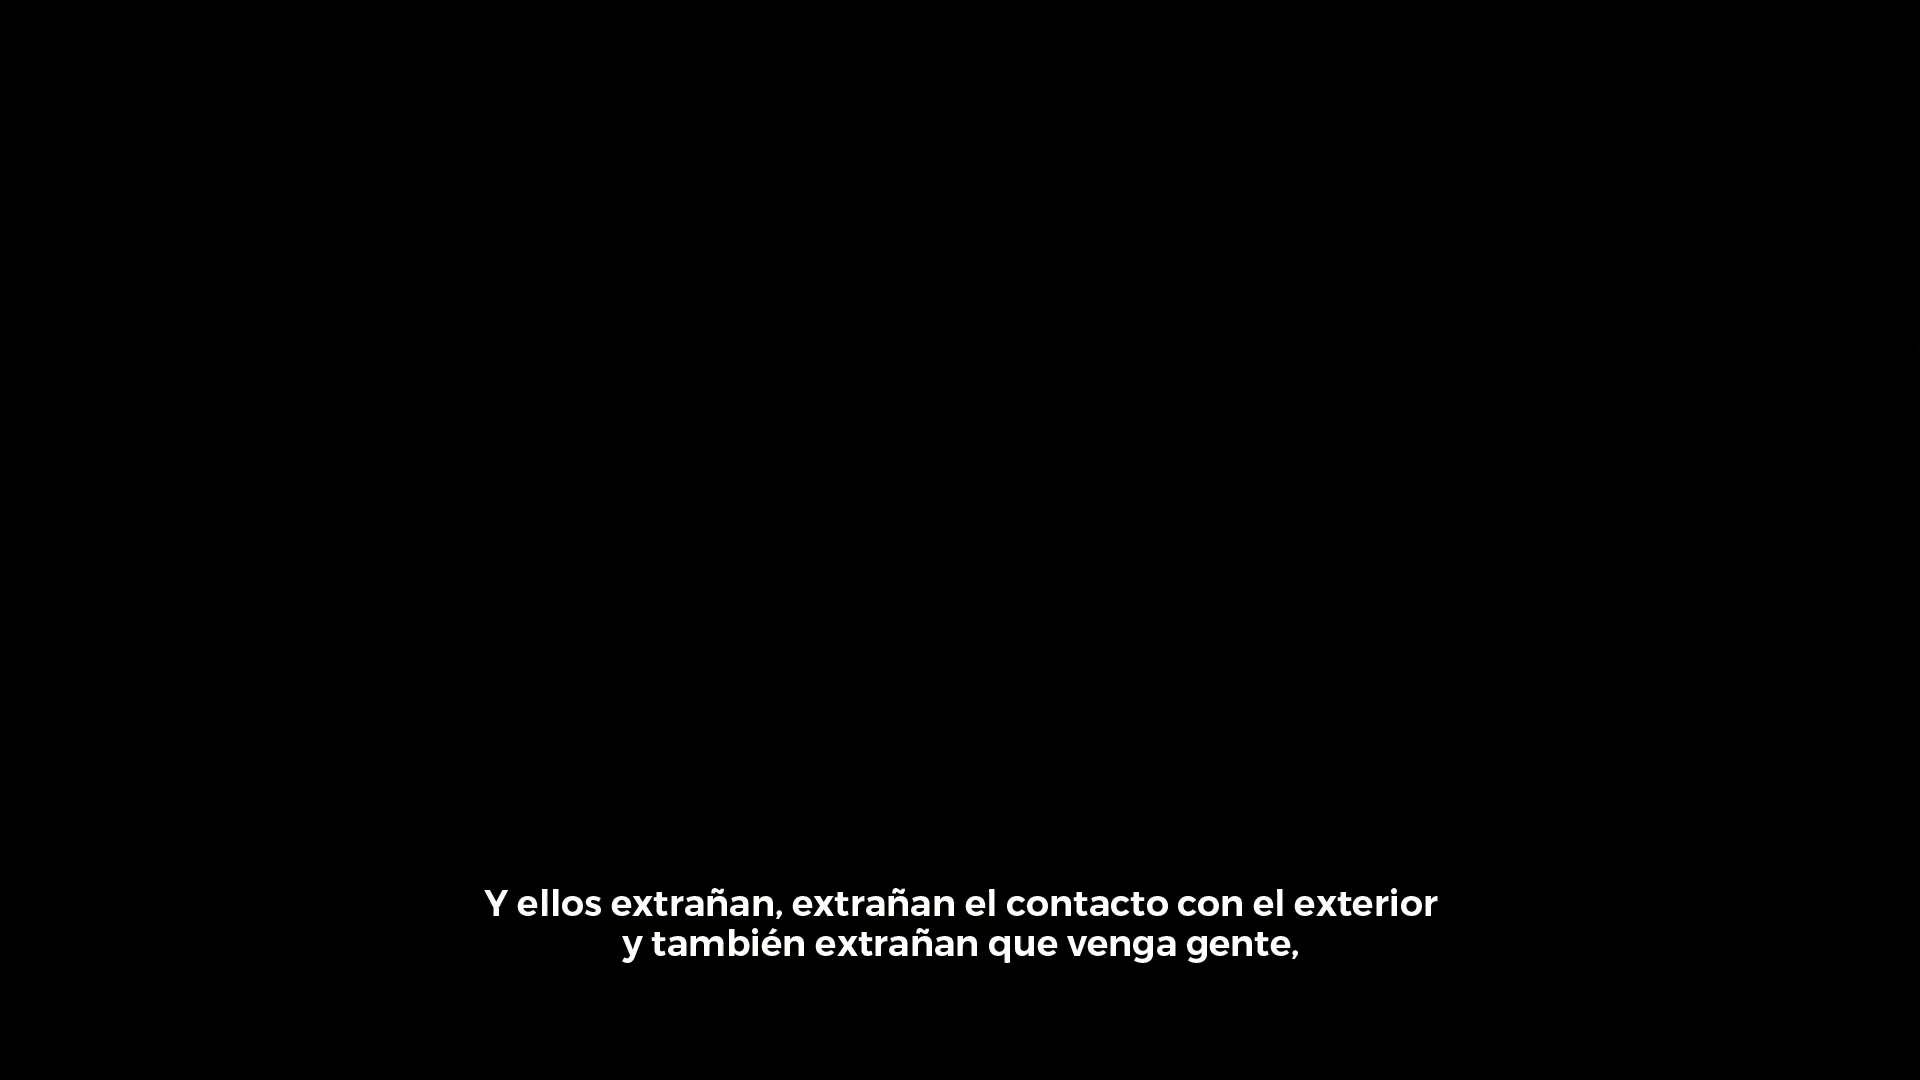 Y ellos extrañan, extrañan el contacto con el exterior
y también extrañan que venga gente,